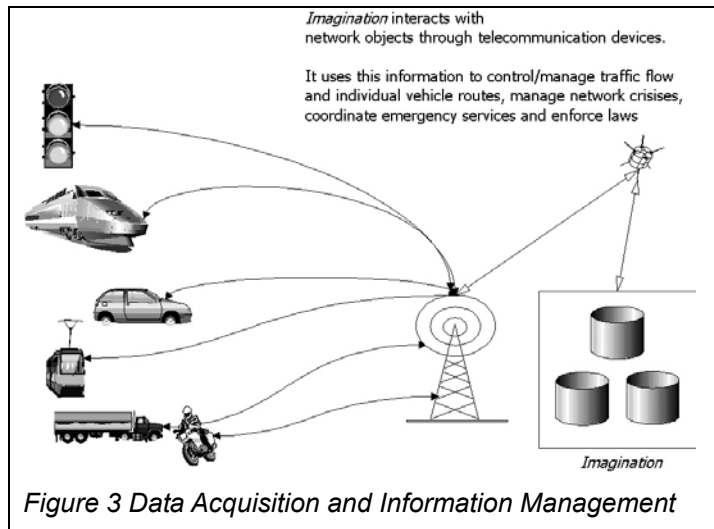 Imagination interacts with
network objects through telecommunication devices.
It uses this information to control/manage traffic flow
and individual vehicle routes, manage network crisises,
coordinate emergency services and enforce laws
Imagination
Figure 3 Data Acquisition and Information Management